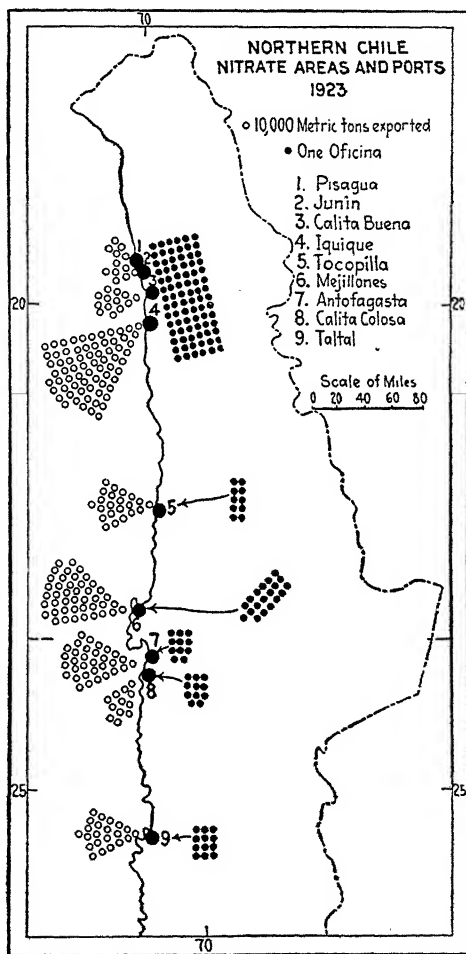 70
NORTHERN CHILE
NITRATE AREAS AND PORTS
1923
10,000 Metric tons exported
One Oficina
1. Pisagua
2. Junin
3. Calita Buena
4. Iquique
5. Tocopilla
6. Mejillones
7. Antofagasta
8. Calita Colosa
9. Taltal
Scale of Miles
0 20 40 60 80
1
2
3
4
20
20
5
6
7
8
25
25
9
70